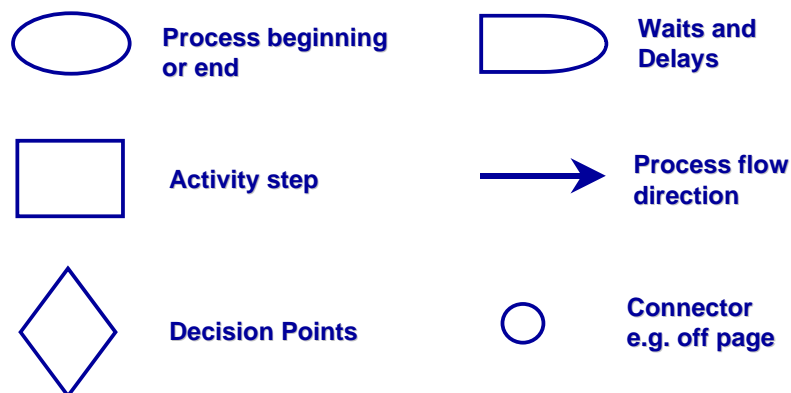 Process beginning
or end
Waits and
Delays
Activity step
Process flow
direction
Decision Points
Connector
e.g. off page